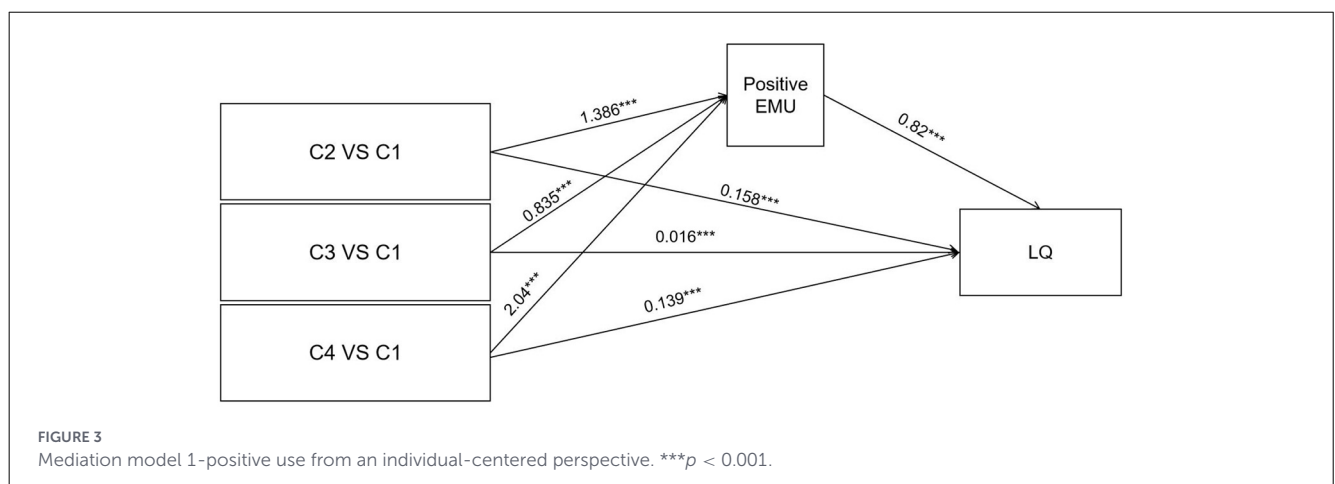 Positive
EMU
C2 VS C1
1.386***
0.82***
0.158***
0.835***
C3 VS C1
0.016***
LQ
2.04***
0.139***
C4 VS C1
FIGURE 3
Mediation model 1-positive use from an individual-centered perspective. ***p < 0.001.